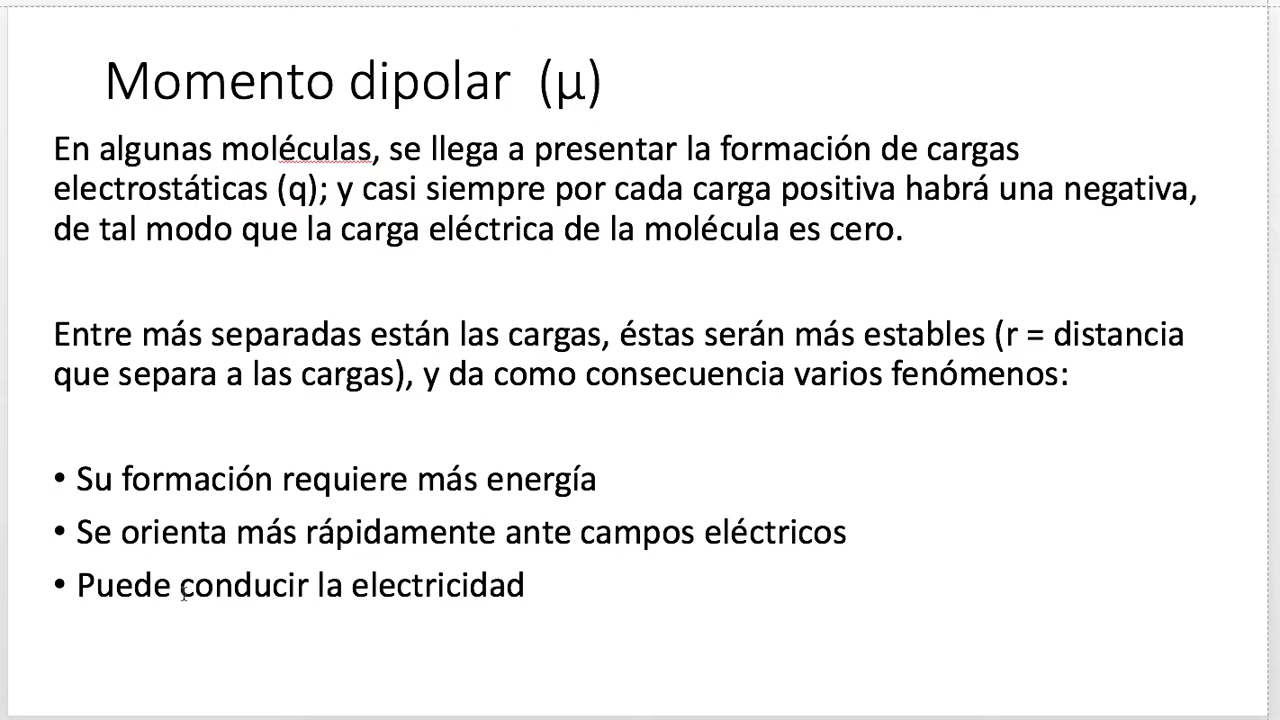 Momento dipolar (µ)
En algunas moléculas, se llega a presentar la formación de cargas
electrostáticas (q); y casi siempre por cada carga positiva habrá una negativa,
de tal modo que la carga eléctrica de la molécula es cero.
Entre más separadas están las cargas, éstas serán más estables (r = distancia
que separa a las cargas), y da como consecuencia varios fenómenos:
• Su formación requiere más energía
• Se orienta más rápidamente ante campos eléctricos
• Puede conducir la electricidad